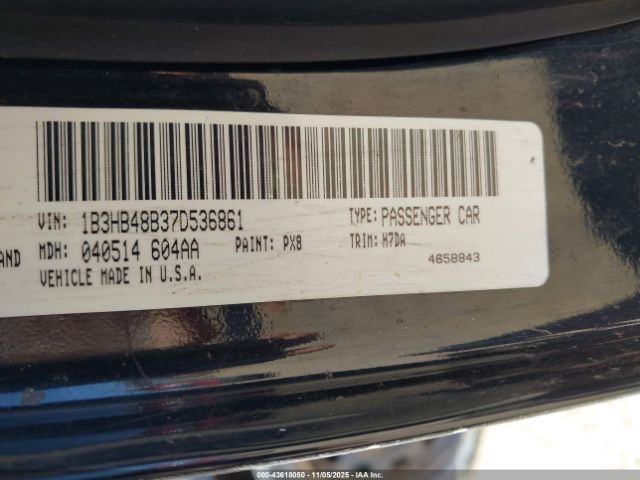 VIN: 1B3HB48B37D536861 TYPE: PASSENGER CAR
AND MDH: 040514 604AA PAINT: PX8 TRIM: H7DA
VEHICLE MADE IN U.S.A. 4658843
000-43618050 - 11/05/2025 - IAA Inc.